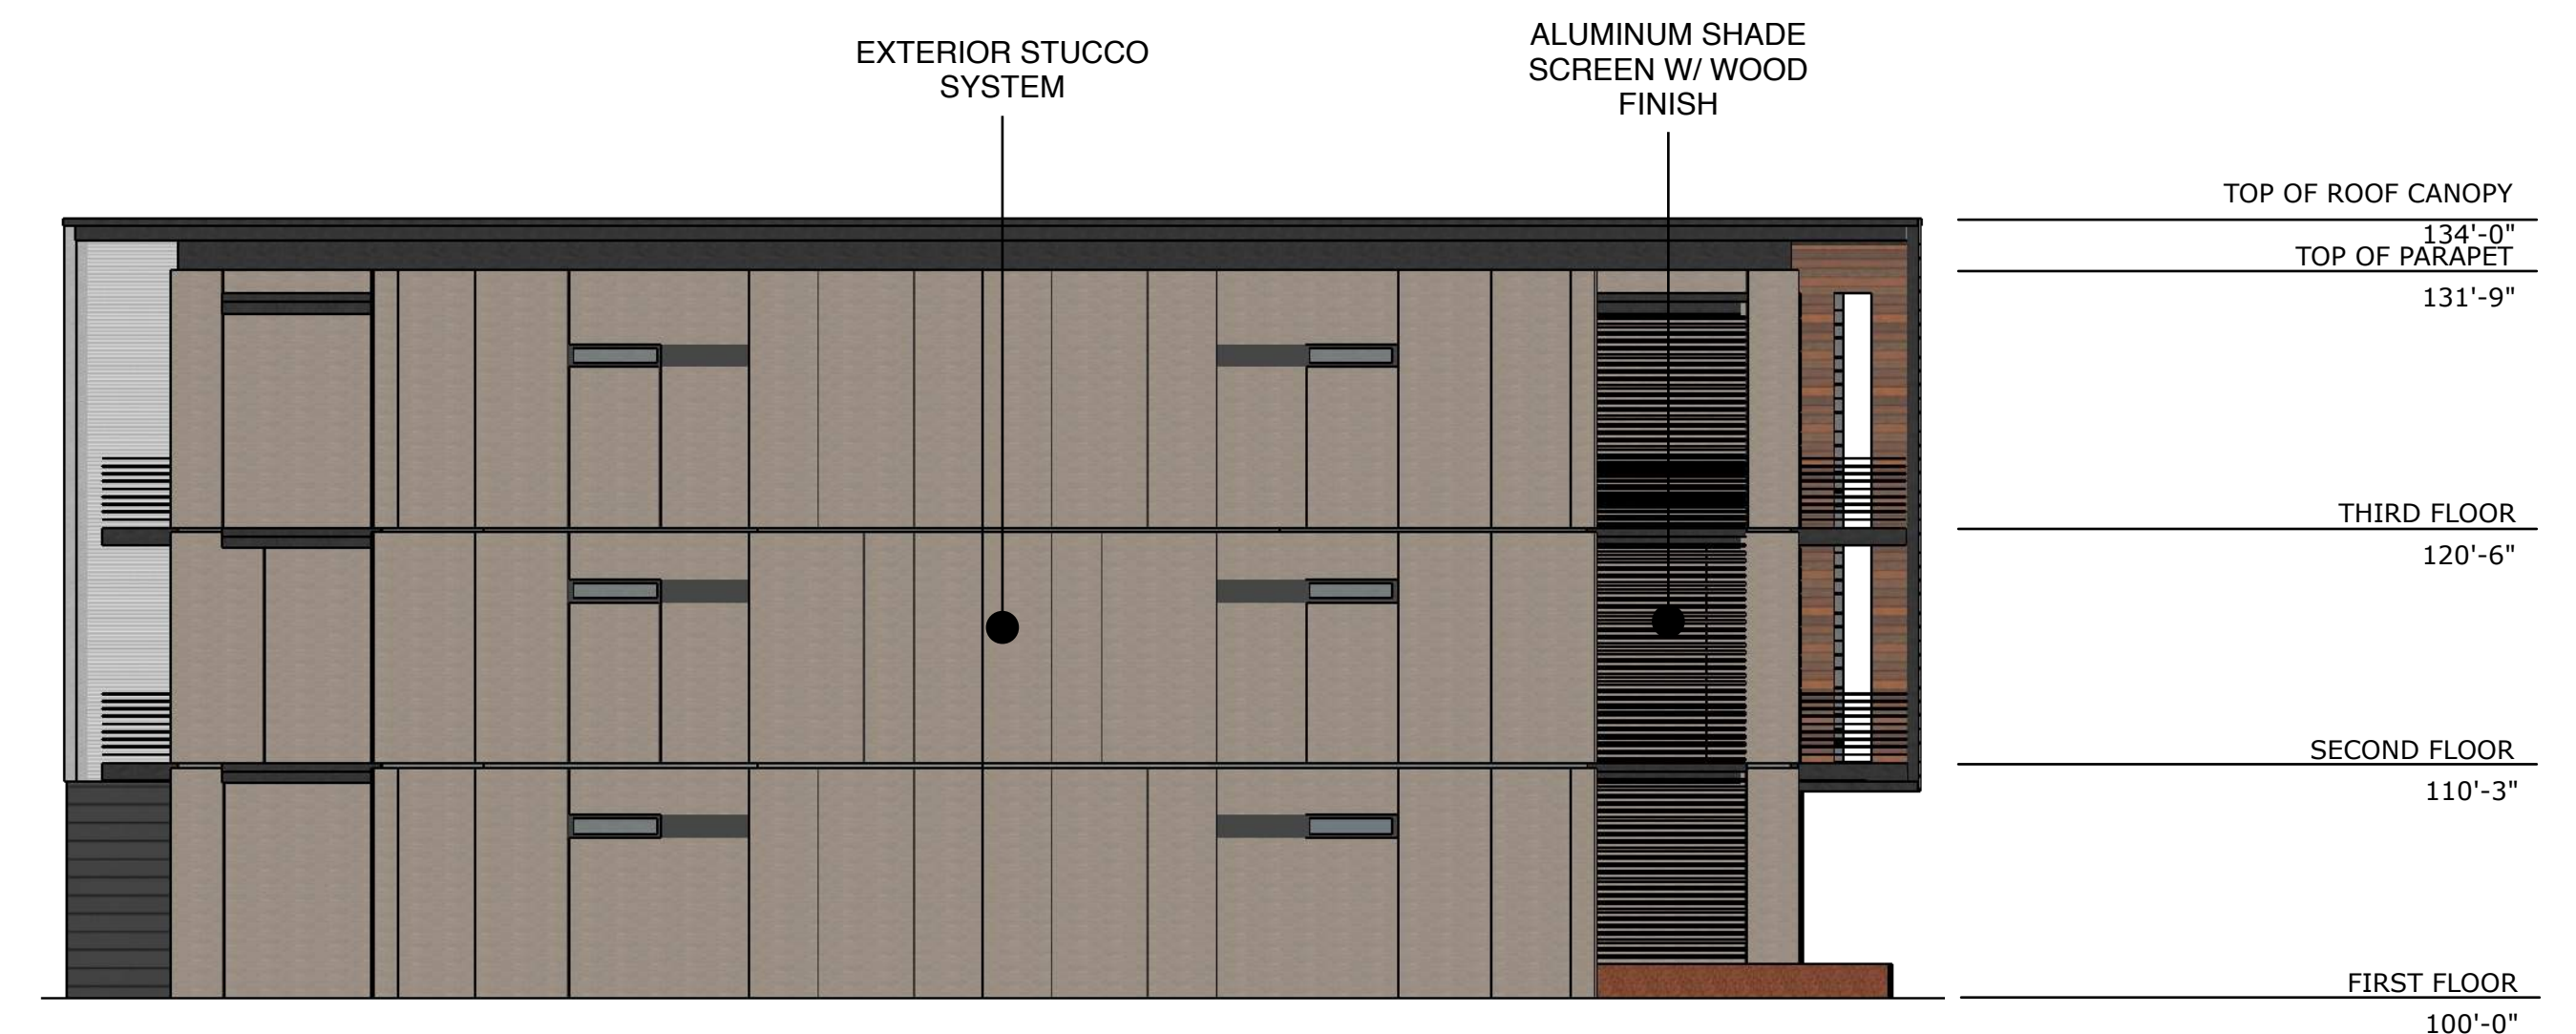 EXTERIOR STUCCO
SYSTEM
ALUMINUM SHADE
SCREEN W/ WOOD
FINISH
TOP OF ROOF CANOPY
134'-0"
TOP OF PARAPET
131'-9"
THIRD FLOOR
120'-6"
SECOND FLOOR
110'-3"
FIRST FLOOR
100'-0"